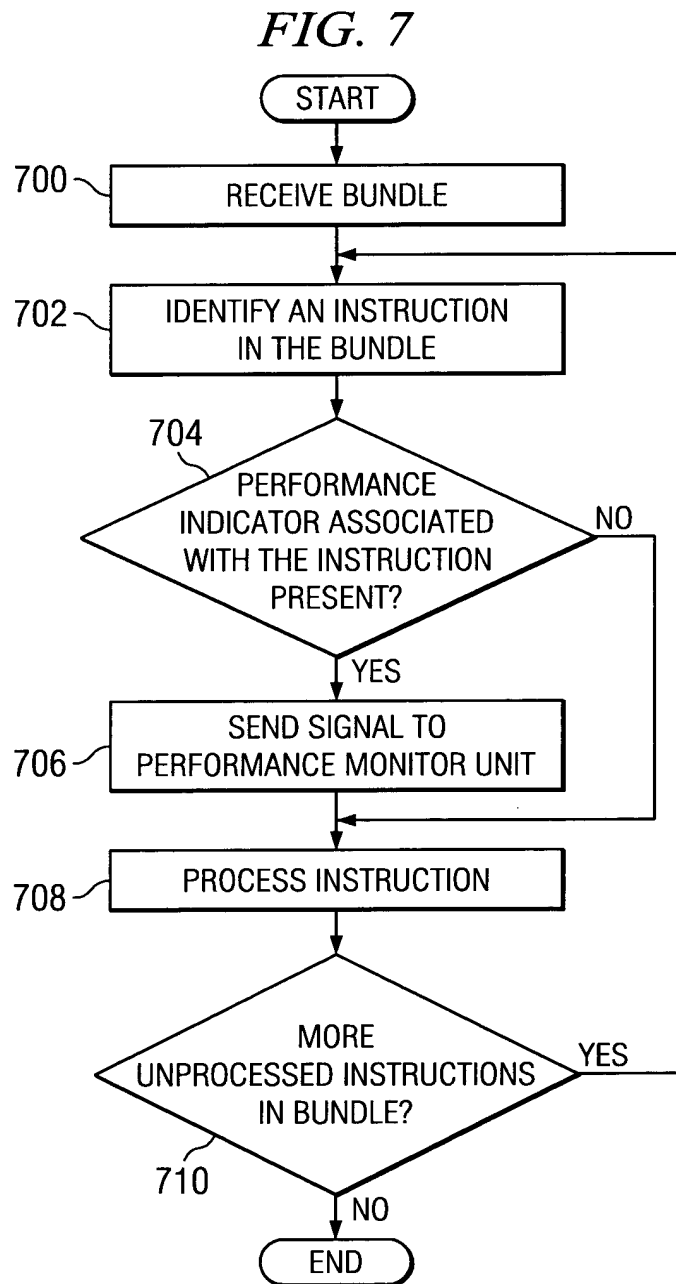 FIG. 7
START
700
RECEIVE BUNDLE
702
IDENTIFY AN INSTRUCTION
IN THE BUNDLE
704
PERFORMANCE
INDICATOR ASSOCIATED
WITH THE INSTRUCTION
PRESENT?
NO
YES
706
SEND SIGNAL TO
PERFORMANCE MONITOR UNIT
708
PROCESS INSTRUCTION
MORE
UNPROCESSED INSTRUCTIONS
IN BUNDLE?
YES
710
NO
END